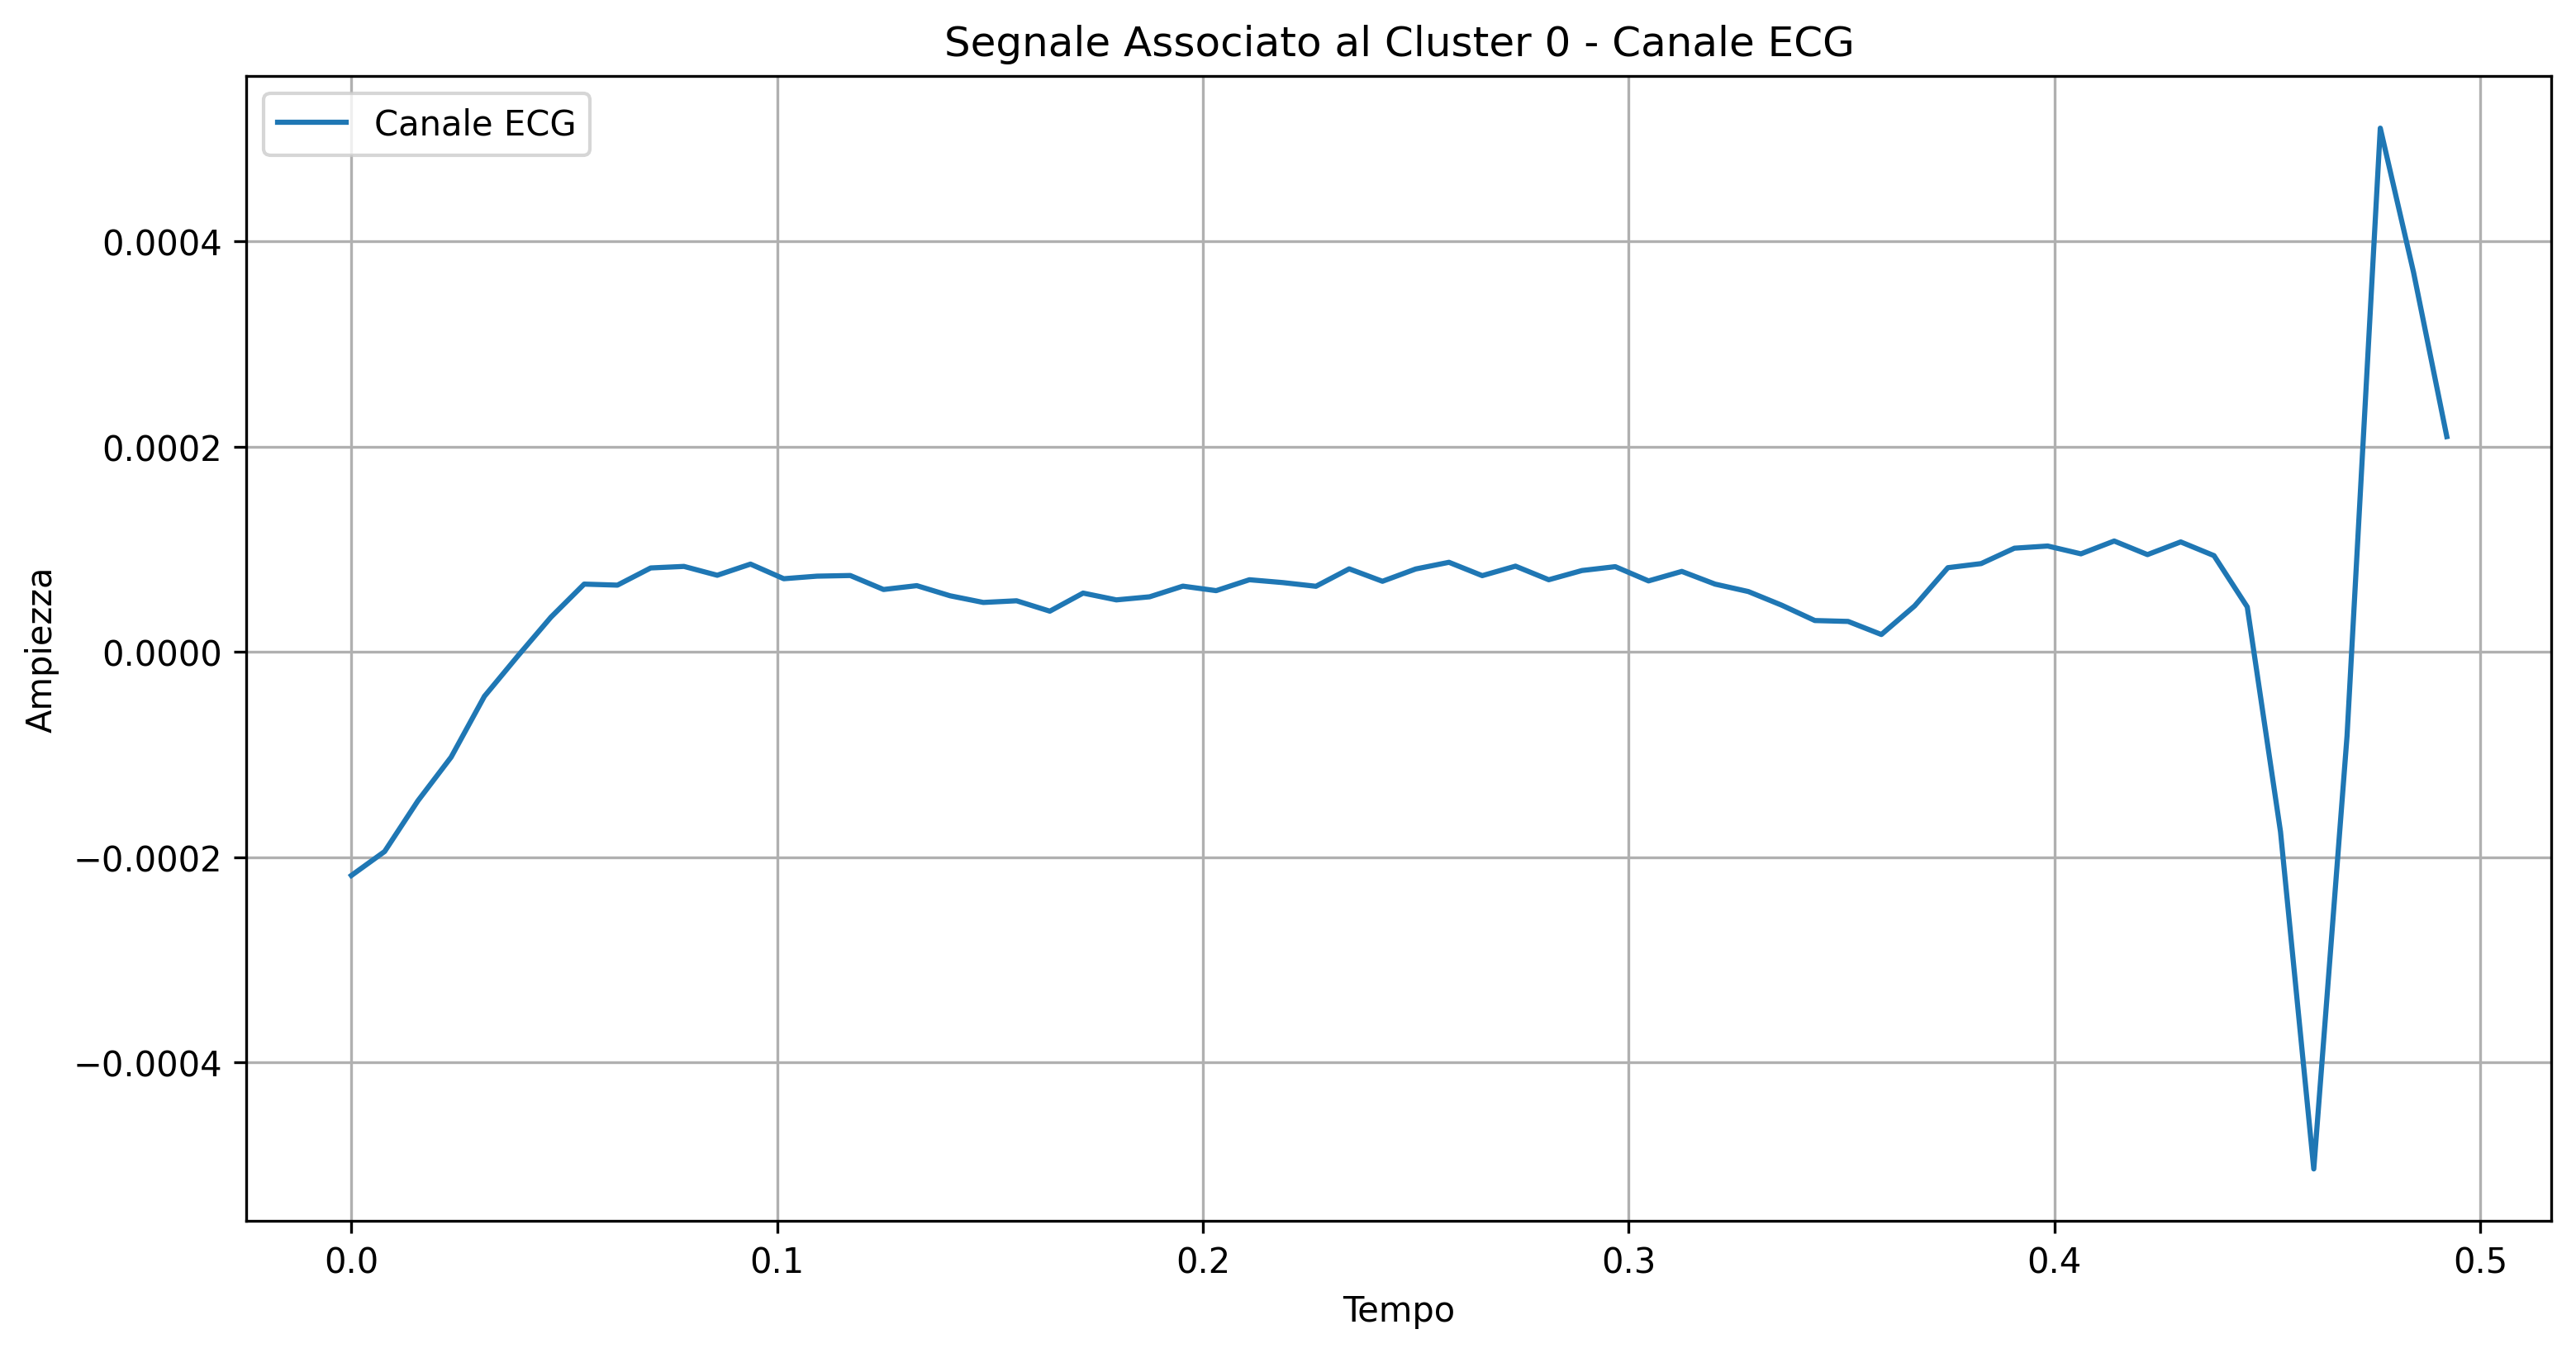 Segnale Associato al Cluster 0 - Canale ECG
Canale ECG
Ampiezza
0.0004
0.0002
0.0000
−0.0002
−0.0004
0.0 0.1 0.2 0.3 0.4 0.5
Tempo